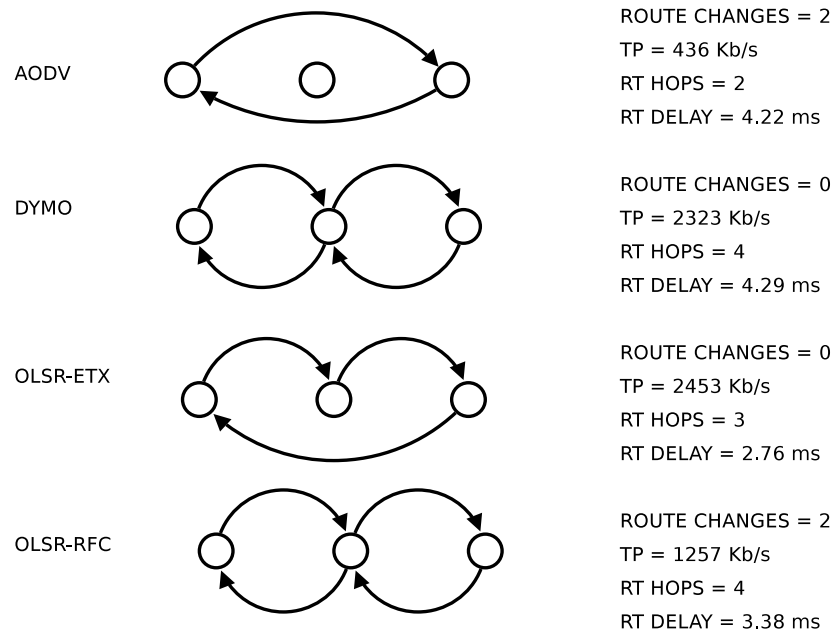 AODV
ROUTE CHANGES = 2
TP = 436 Kb/s
RT HOPS = 2
RT DELAY = 4.22 ms
DYMO
ROUTE CHANGES = 0
TP = 2323 Kb/s
RT HOPS = 4
RT DELAY = 4.29 ms
OLSR-ETX
ROUTE CHANGES = 0
TP = 2453 Kb/s
RT HOPS = 3
RT DELAY = 2.76 ms
OLSR-RFC
ROUTE CHANGES = 2
TP = 1257 Kb/s
RT HOPS = 4
RT DELAY = 3.38 ms